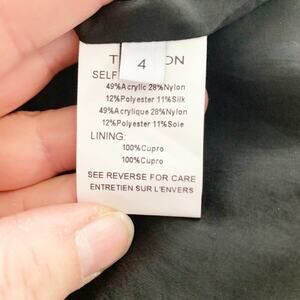 4
SELF
49%Acrylic 28%Nylon
12%Polyester 11%Silk
49%Acrylique 28%Nylon
12%Polyester 11%Soie
LINING:
100%Cupro
100%Cupro
SEE REVERSE FOR CARE
ENTRETIEN SUR L'ENVERS